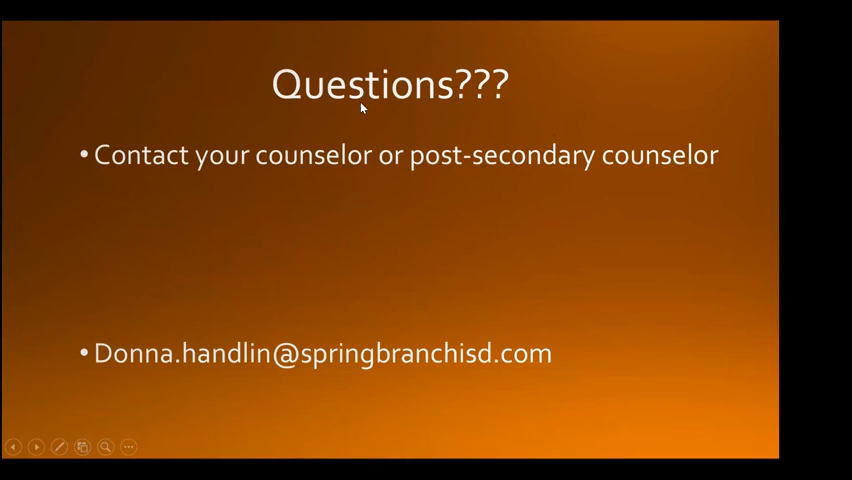 Questions???
• Contact your counselor or post-secondary counselor
• Donna.handlin@springbranchisd.com